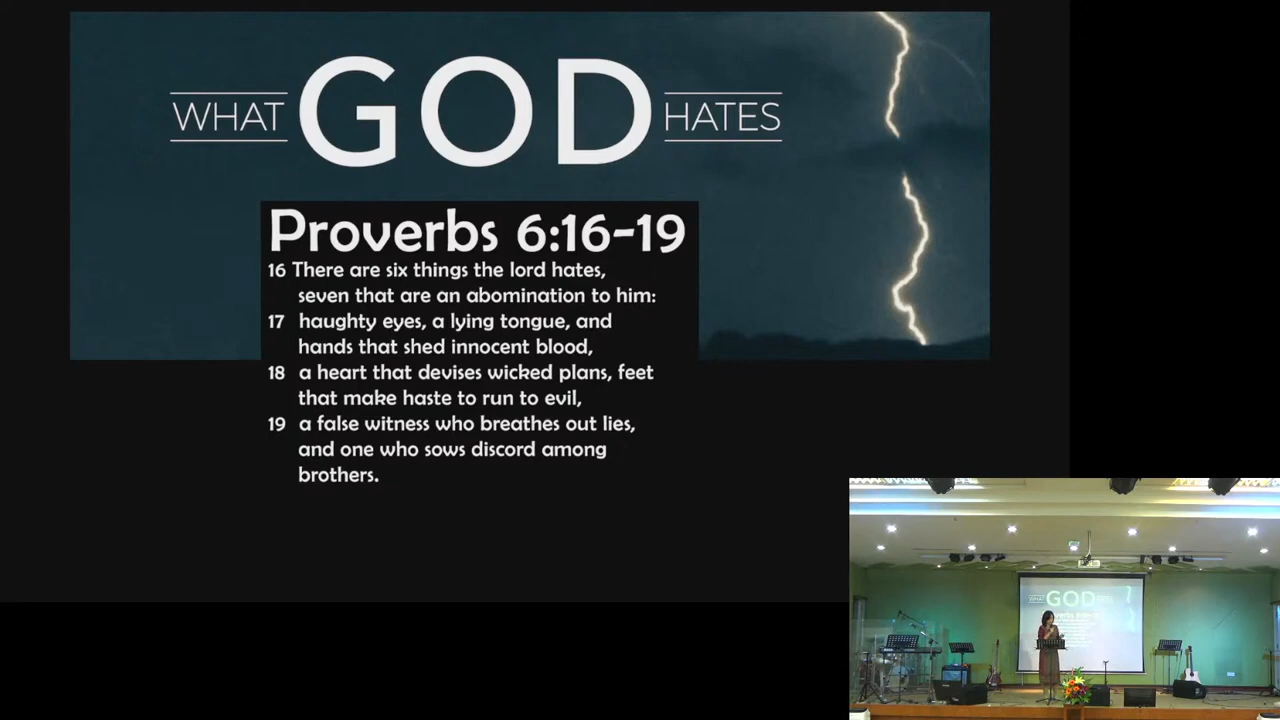 WHAT GOD HATES
Proverbs 6:16-19
16 There are six things the lord hates,
seven that are an abomination to him:
17 haughty eyes, a lying tongue, and
hands that shed innocent blood,
18 a heart that devises wicked plans, feet
that make haste to run to evil,
19 a false witness who breathes out lies,
and one who sows discord among
brothers.
GOD